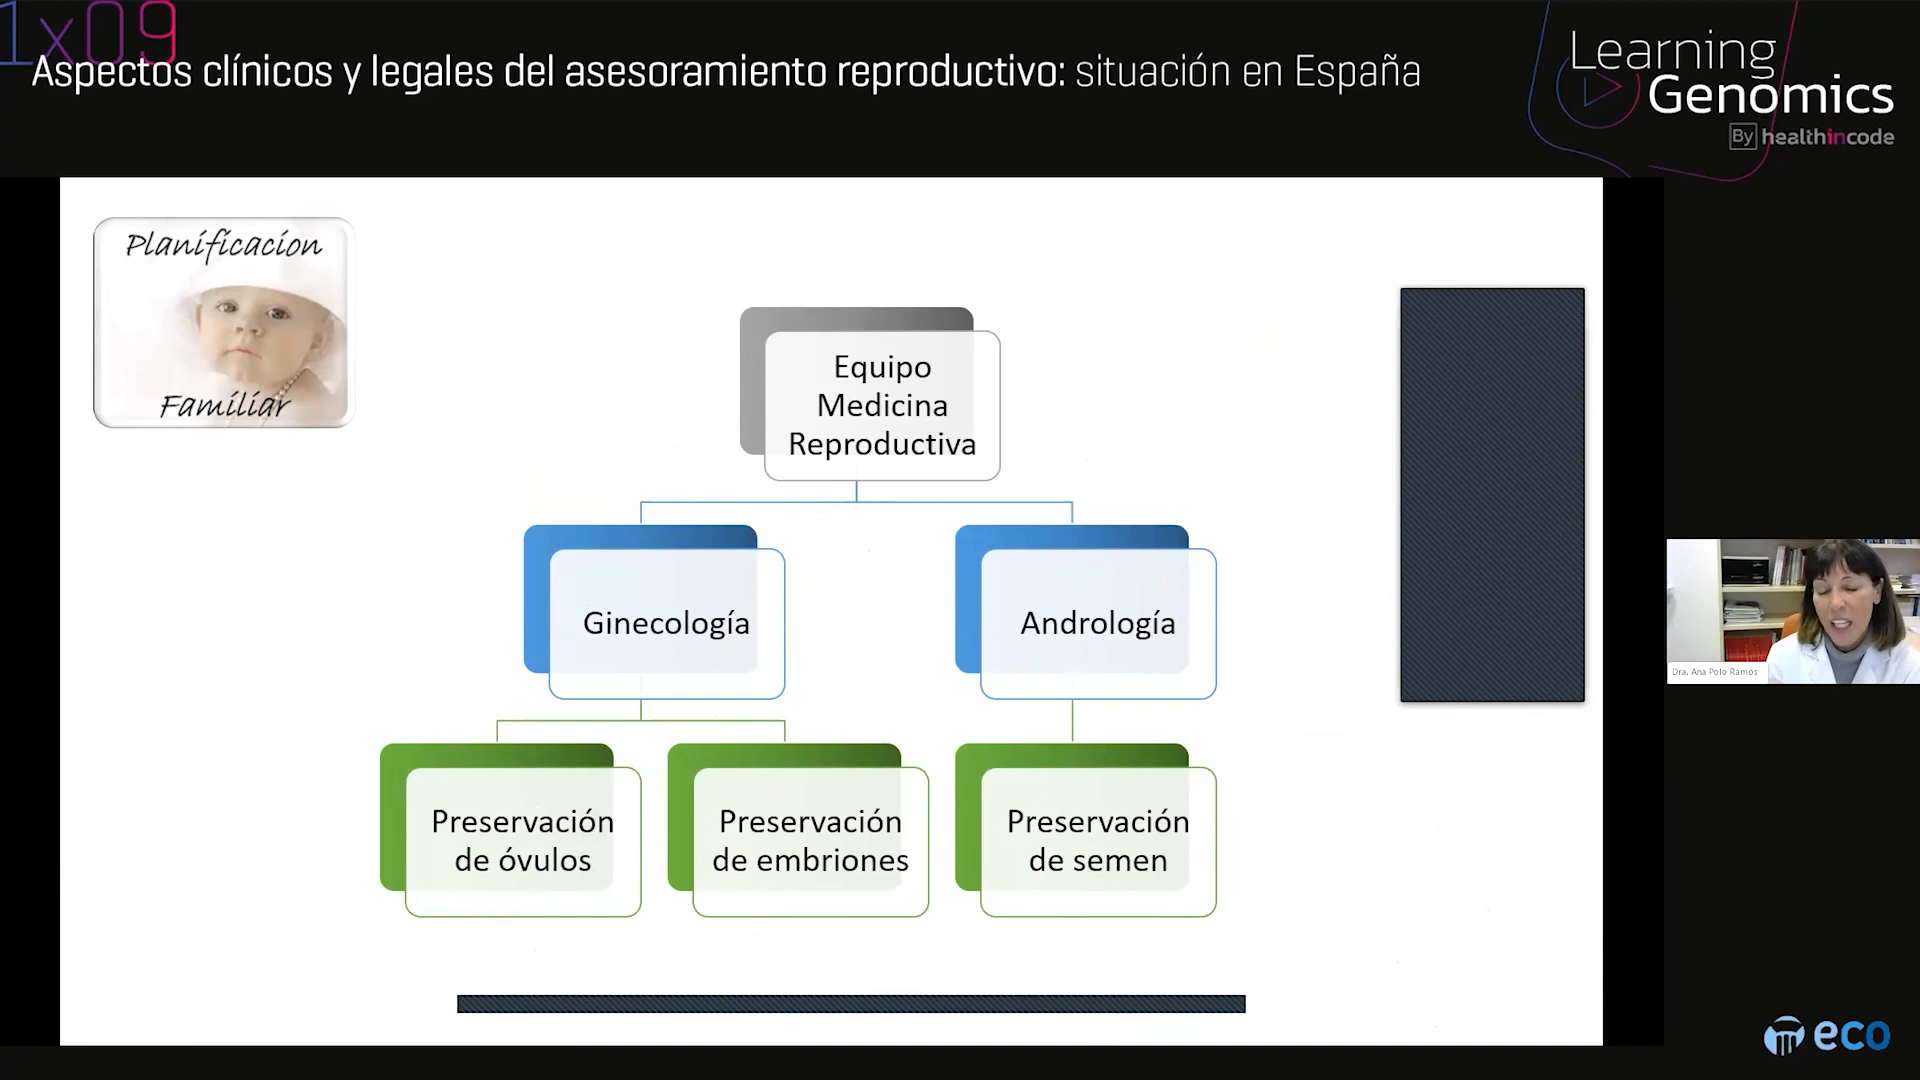 1x09
Aspectos clínicos y legales del asesoramiento reproductivo: situación en España
Learning
Genomics
By healthincode
Planificacion
Familiar
Equipo
Medicina
Reproductiva
Ginecología
Andrología
Preservación
de óvulos
Preservación
de embriones
Preservación
de semen
Dra. Ana Polo Ramos
eco